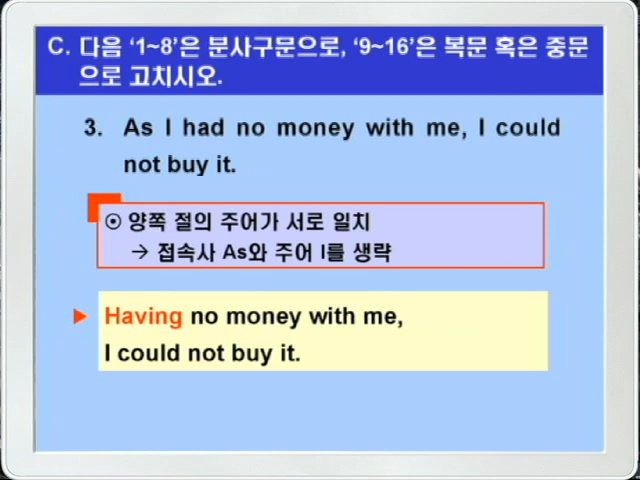 C. 다음 '1~8'은 분사구문으로, '9~16'은 복문 혹은 중문
으로 고치시오.
3. As I had no money with me, I could
not buy it.
⊙ 양쪽 절의 주어가 서로 일치
→ 접속사 As와 주어 I를 생략
▶ Having no money with me,
I could not buy it.